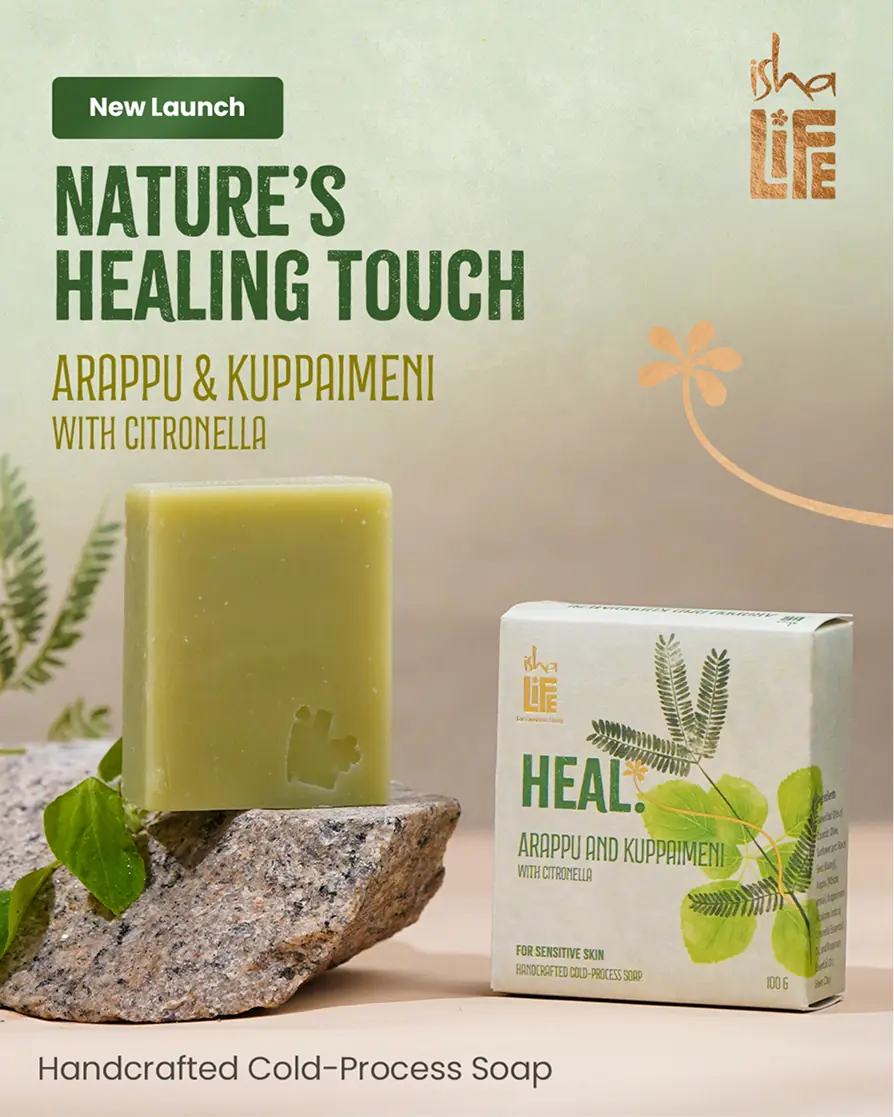 New Launch
isha
LIFE
NATURE'S
HEALING TOUCH
ARAPPU & KUPPAIMENI
WITH CITRONELLA
isha
LIFE
HEAL.
ARAPPU AND KUPPAIMENI
WITH CITRONELLA
FOR SENSITIVE SKIN
HANDCRAFTED COLD-PROCESS SOAP
100 G
Handcrafted Cold-Process Soap